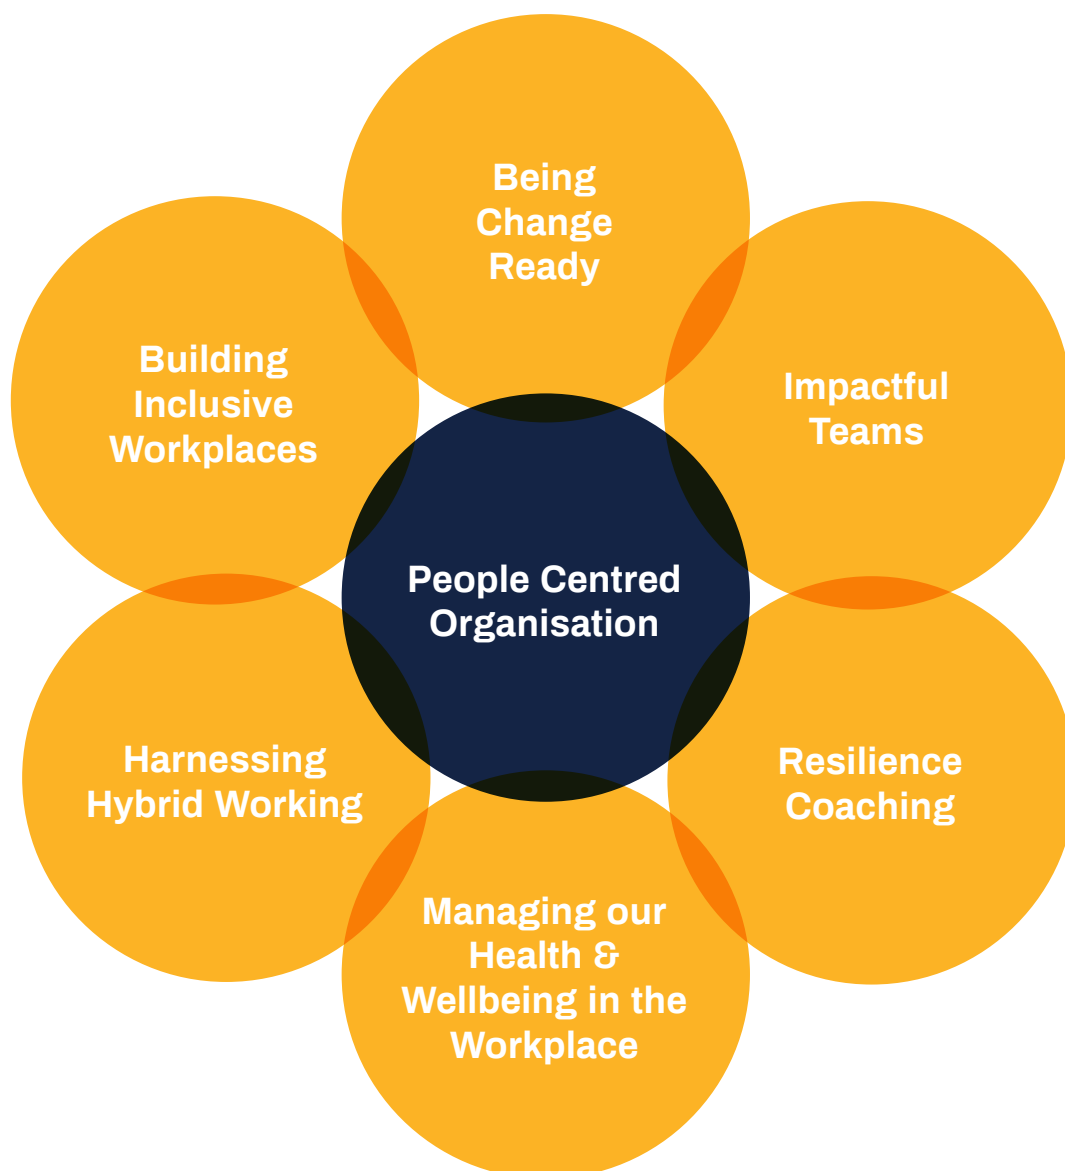 Being
Change
Ready
Building
Inclusive
Workplaces
Impactful
Teams
People Centred
Organisation
Harnessing
Hybrid Working
Resilience
Coaching
Managing our
Health &
Wellbeing in the
Workplace